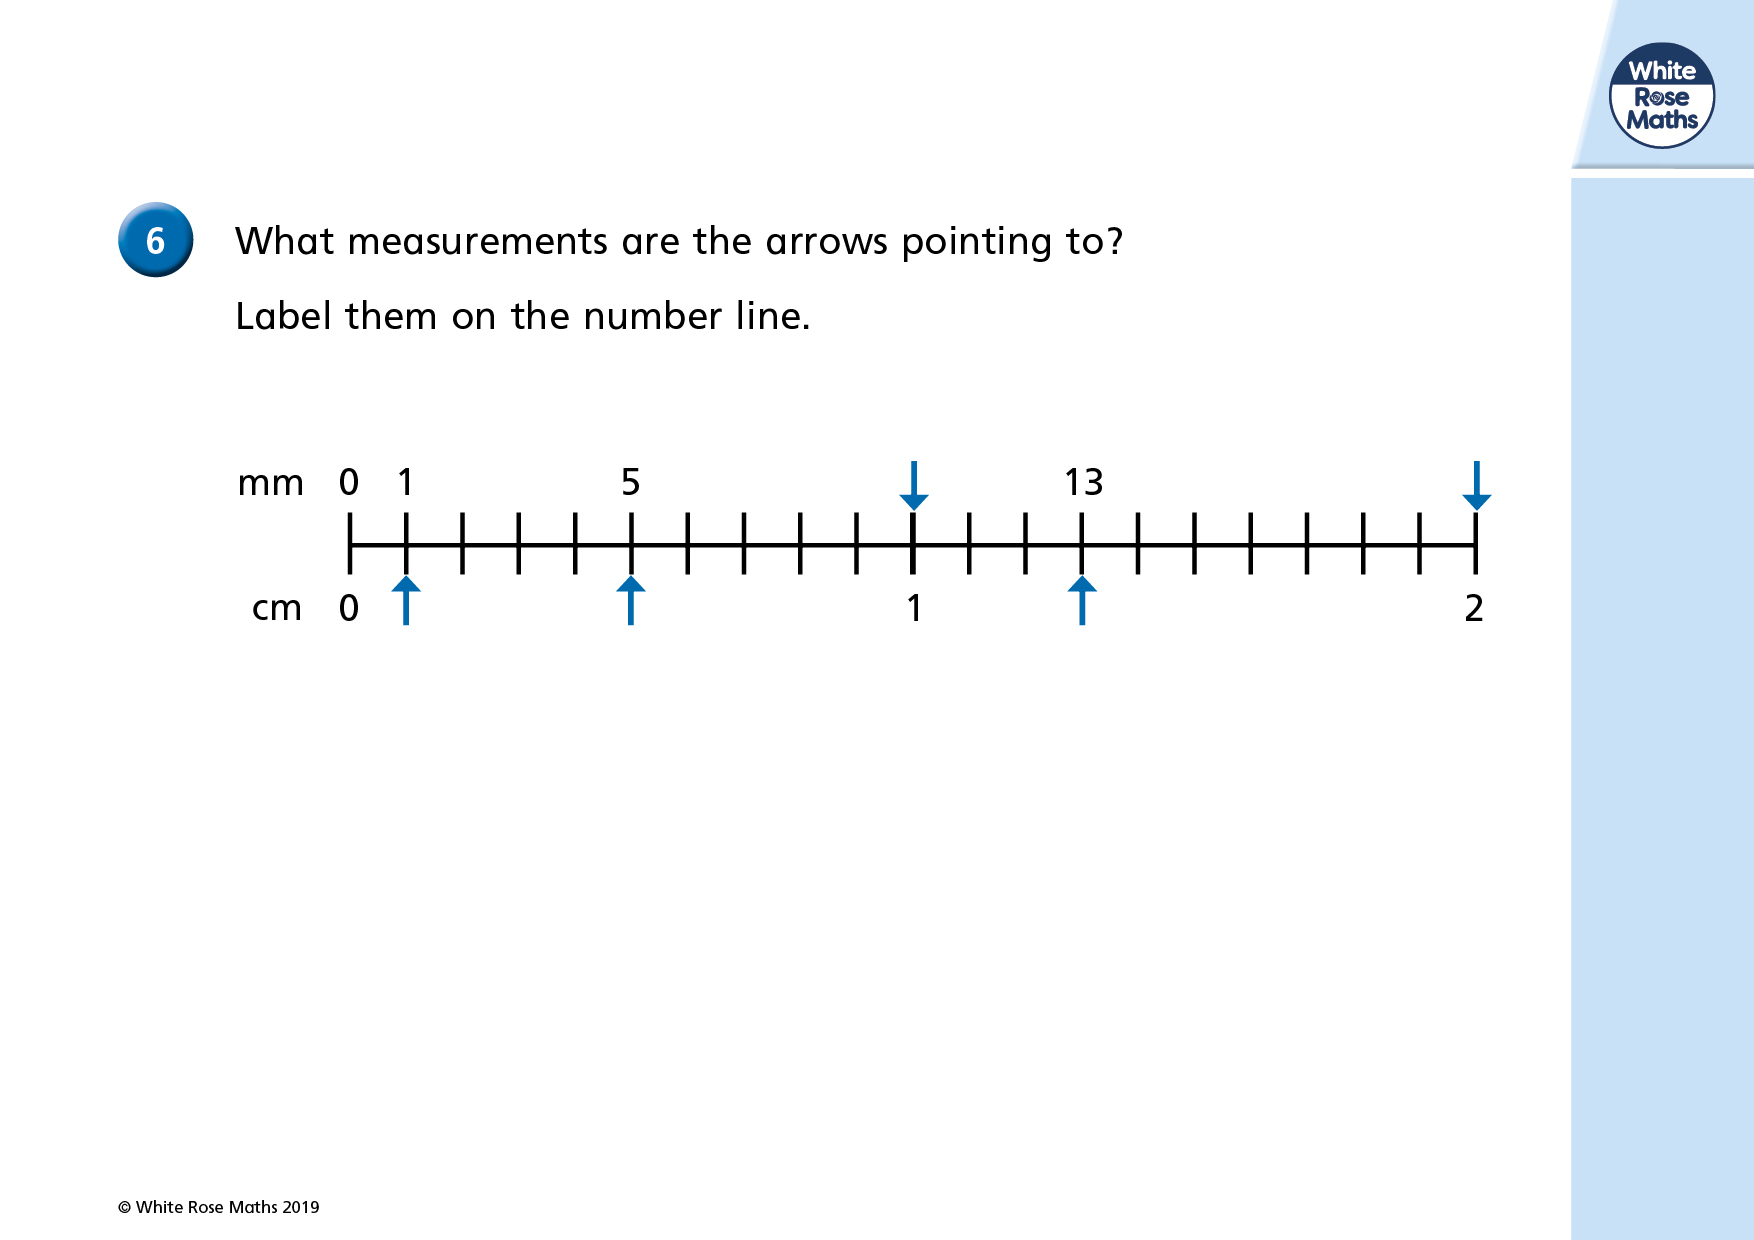 White
Rose
Maths
6 What measurements are the arrows pointing to?
Label them on the number line.
mm 0 1 5 13
cm 0 1 2
© White Rose Maths 2019